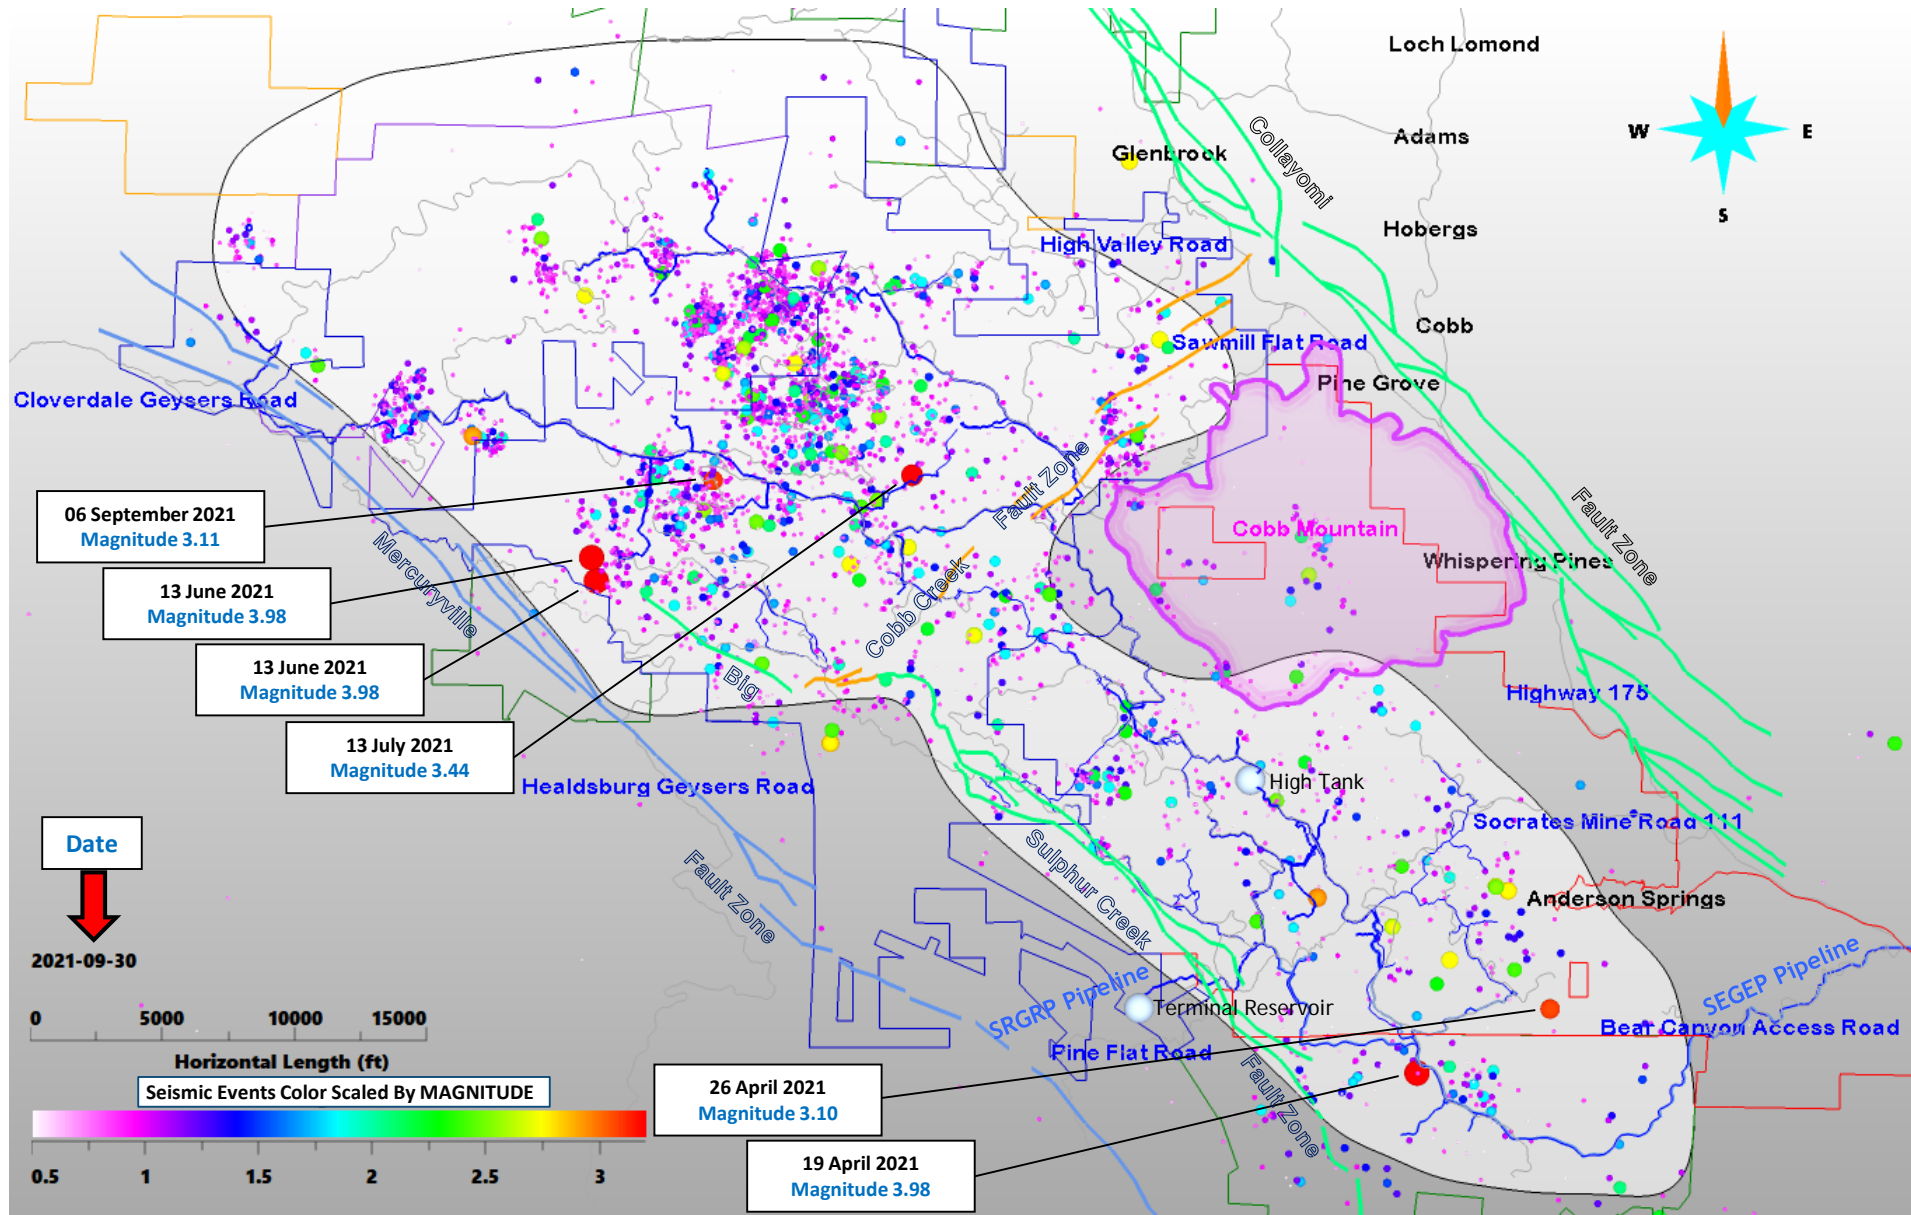 Loch Lomond
Adams
Glenbrook
Collayomi
Hobergs
W
E
S
High Valley Road
Cobb
Sawmill Flat Road
Pine Grove
Cloverdale Geysers Road
Fault Zone
Fault Zone
Cobb Mountain
Whispering Pines
06 September 2021
Magnitude 3.11
13 June 2021
Magnitude 3.98
13 June 2021
Magnitude 3.98
13 July 2021
Magnitude 3.44
Mercuryville
Cobb Creek
Big
Highway 175
Healdsburg Geysers Road
High Tank
Socrates Mine Road 111
Sulphur Creek
Fault Zone
Anderson Springs
SRGRP Pipeline
Terminal Reservoir
SEGEP Pipeline
Bear Canyon Access Road
Pine Flat Road
Fault Zone
Date
2021-09-30
0 5000 10000 15000
Horizontal Length (ft)
Seismic Events Color Scaled By MAGNITUDE
0.5 1 1.5 2 2.5 3
26 April 2021
Magnitude 3.10
19 April 2021
Magnitude 3.98